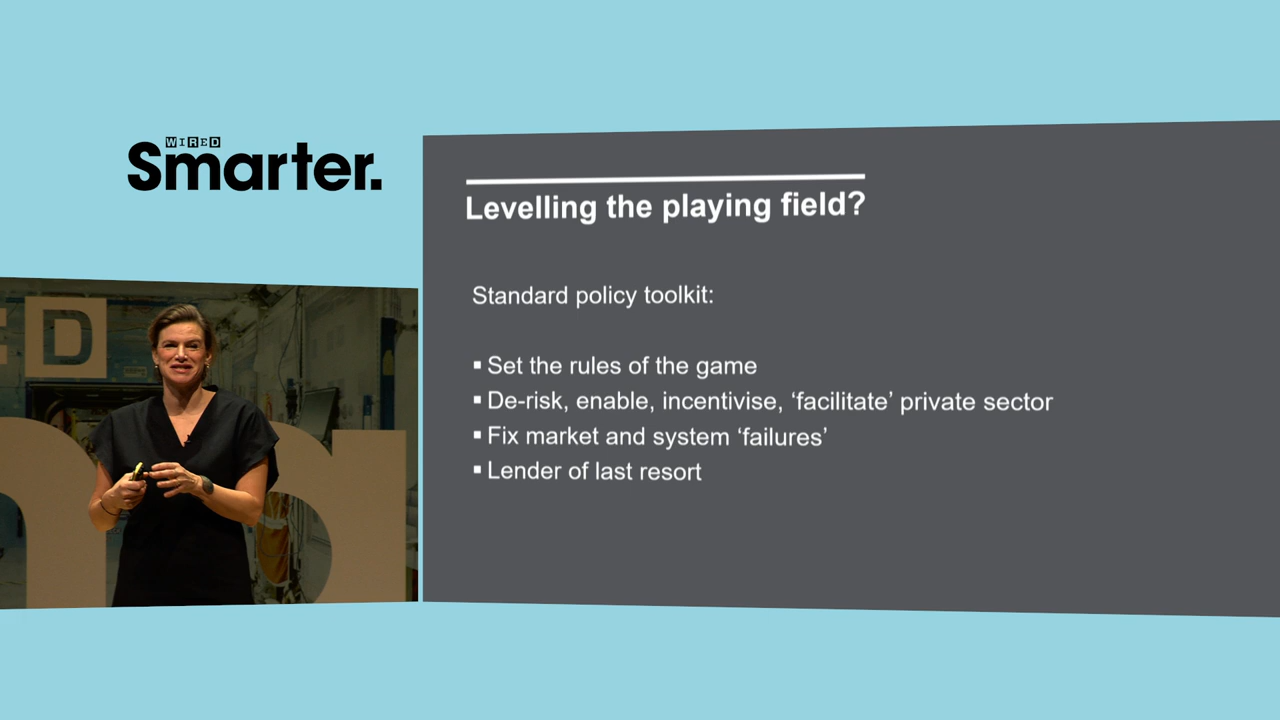 WIRED
Smarter.
Levelling the playing field?
Standard policy toolkit:
▪ Set the rules of the game
▪ De-risk, enable, incentivise, ‘facilitate’ private sector
▪ Fix market and system ‘failures’
▪ Lender of last resort
ED